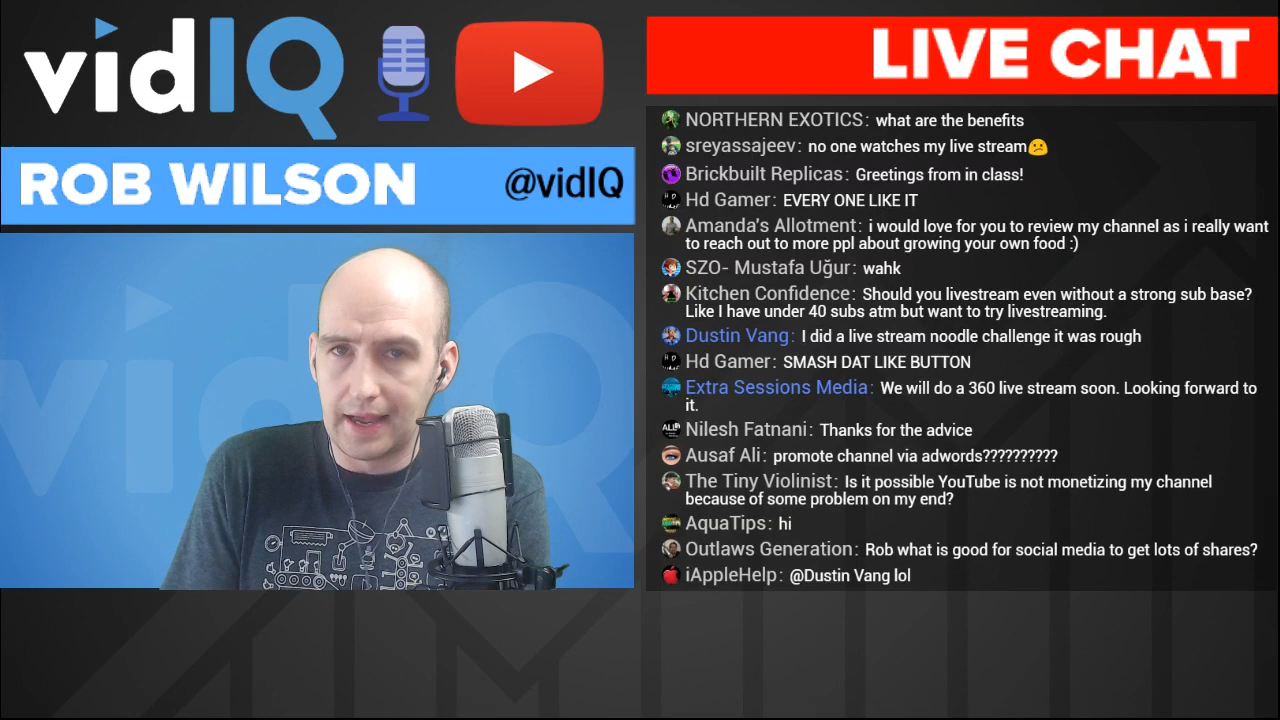 vidIQ
ROB WILSON
@vidIQ
LIVE CHAT
NORTHERN EXOTICS: what are the benefits
sreyassajeev: no one watches my live stream😕
Brickbuilt Replicas: Greetings from in class!
Hd Gamer: EVERY ONE LIKE IT
Amanda's Allotment: i would love for you to review my channel as i really want
to reach out to more ppl about growing your own food :)
SZO- Mustafa Uğur: wahk
Kitchen Confidence: Should you livestream even without a strong sub base?
Like I have under 40 subs atm but want to try livestreaming.
Dustin Vang: I did a live stream noodle challenge it was rough
Hd Gamer: SMASH DAT LIKE BUTTON
Extra Sessions Media: We will do a 360 live stream soon. Looking forward to
it.
Nilesh Fatnani: Thanks for the advice
Ausaf Ali: promote channel via adwords??????????
The Tiny Violinist: Is it possible YouTube is not monetizing my channel
because of some problem on my end?
AquaTips: hi
Outlaws Generation: Rob what is good for social media to get lots of shares?
iAppleHelp: @Dustin Vang lol